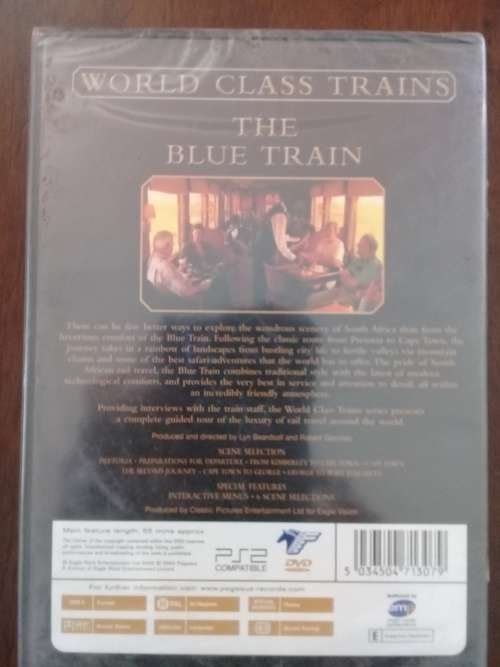 WORLD CLASS TRAINS
THE
BLUE TRAIN
There can be few better ways to explore the wondrous scenery of South Africa than from the
luxurious comfort of the Blue Train. Following the classic route from Pretoria to Cape Town, the
journey takes in a rainbow of landscapes from bustling city life to fertile valleys via mountain
chains and some of the best safari adventures that the world has to offer. The pride of South
African rail travel, the Blue Train combines traditional style with the latest of modern
technological comforts, and provides the very best in service and attention to detail, all within
an incredibly friendly atmosphere.
Providing interviews with the train staff, the World Class Trains series presents
a complete guided tour of the luxury of rail travel around the world.
Produced and directed by Lyn Beardsall and Robert
SCENE SELECTION
PRETORIA • PREPARATIONS FOR DEPARTURE • FROM KIMBERLEY TO CAPE TOWN • CAPE TOWN
THE SECOND JOURNEY • CAPE TOWN TO GEORGE • GEORGE TO PORT ELIZABETH
SPECIAL FEATURES
INTERACTIVE MENUS • 6 SCENE SELECTIONS
Produced by Classic Pictures Entertainment Ltd for Eagle Vision
Main feature length: 55 mins approx
PS2
COMPATIBLE
DVD
5 034504 713079
For further information visit: www.pegasus-records.com
PAL
amp
E